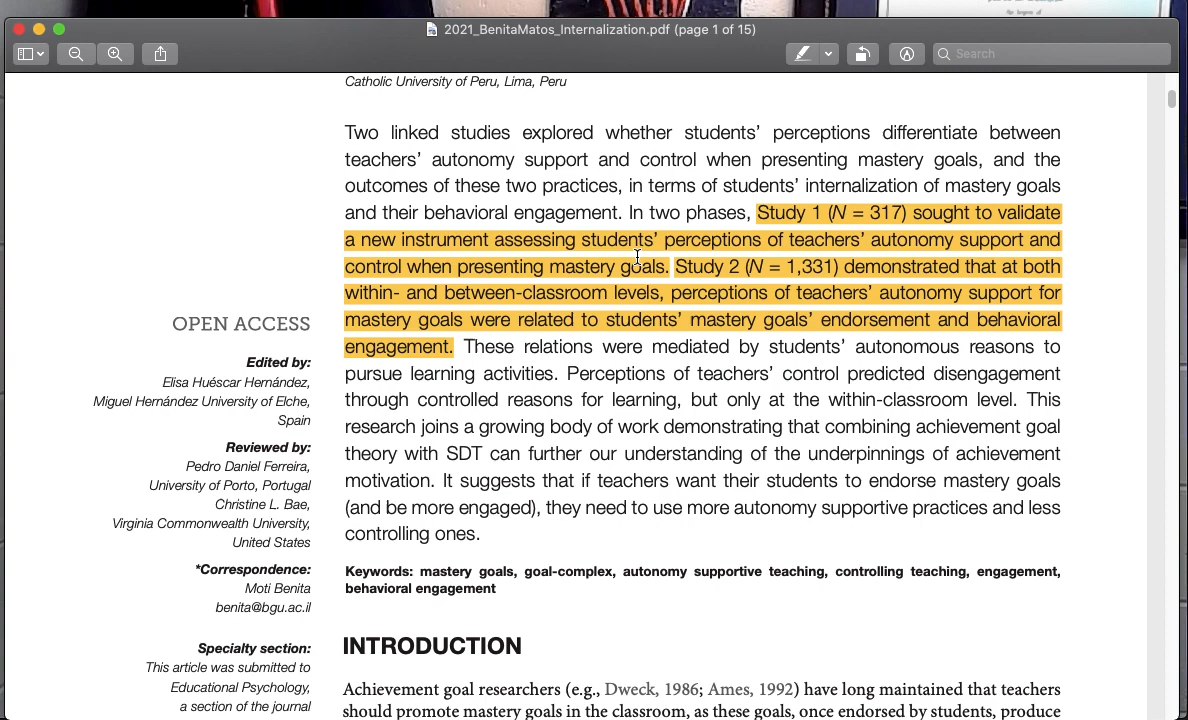 2021_BenitaMatos_Internalization.pdf (page 1 of 15)
Search
Catholic University of Peru, Lima, Peru
Two linked studies explored whether students’ perceptions differentiate between
teachers’ autonomy support and control when presenting mastery goals, and the
outcomes of these two practices, in terms of students’ internalization of mastery goals
and their behavioral engagement. In two phases, Study 1 (N = 317) sought to validate
a new instrument assessing students’ perceptions of teachers’ autonomy support and
control when presenting mastery goals. Study 2 (N = 1,331) demonstrated that at both
within- and between-classroom levels, perceptions of teachers’ autonomy support for
mastery goals were related to students’ mastery goals’ endorsement and behavioral
engagement. These relations were mediated by students’ autonomous reasons to
pursue learning activities. Perceptions of teachers’ control predicted disengagement
through controlled reasons for learning, but only at the within-classroom level. This
research joins a growing body of work demonstrating that combining achievement goal
theory with SDT can further our understanding of the underpinnings of achievement
motivation. It suggests that if teachers want their students to endorse mastery goals
(and be more engaged), they need to use more autonomy supportive practices and less
controlling ones.
OPEN ACCESS
Edited by:
Elisa Huéscar Hernández,
Miguel Hernández University of Elche,
Spain
Reviewed by:
Pedro Daniel Ferreira,
University of Porto, Portugal
Christine L. Bae,
Virginia Commonwealth University,
United States
*Correspondence:
Moti Benita
benita@bgu.ac.il
Specialty section:
This article was submitted to
Educational Psychology,
a section of the journal
Keywords: mastery goals, goal-complex, autonomy supportive teaching, controlling teaching, engagement,
behavioral engagement
INTRODUCTION
Achievement goal researchers (e.g., Dweck, 1986; Ames, 1992) have long maintained that teachers
should promote mastery goals in the classroom, as these goals, once endorsed by students, produce